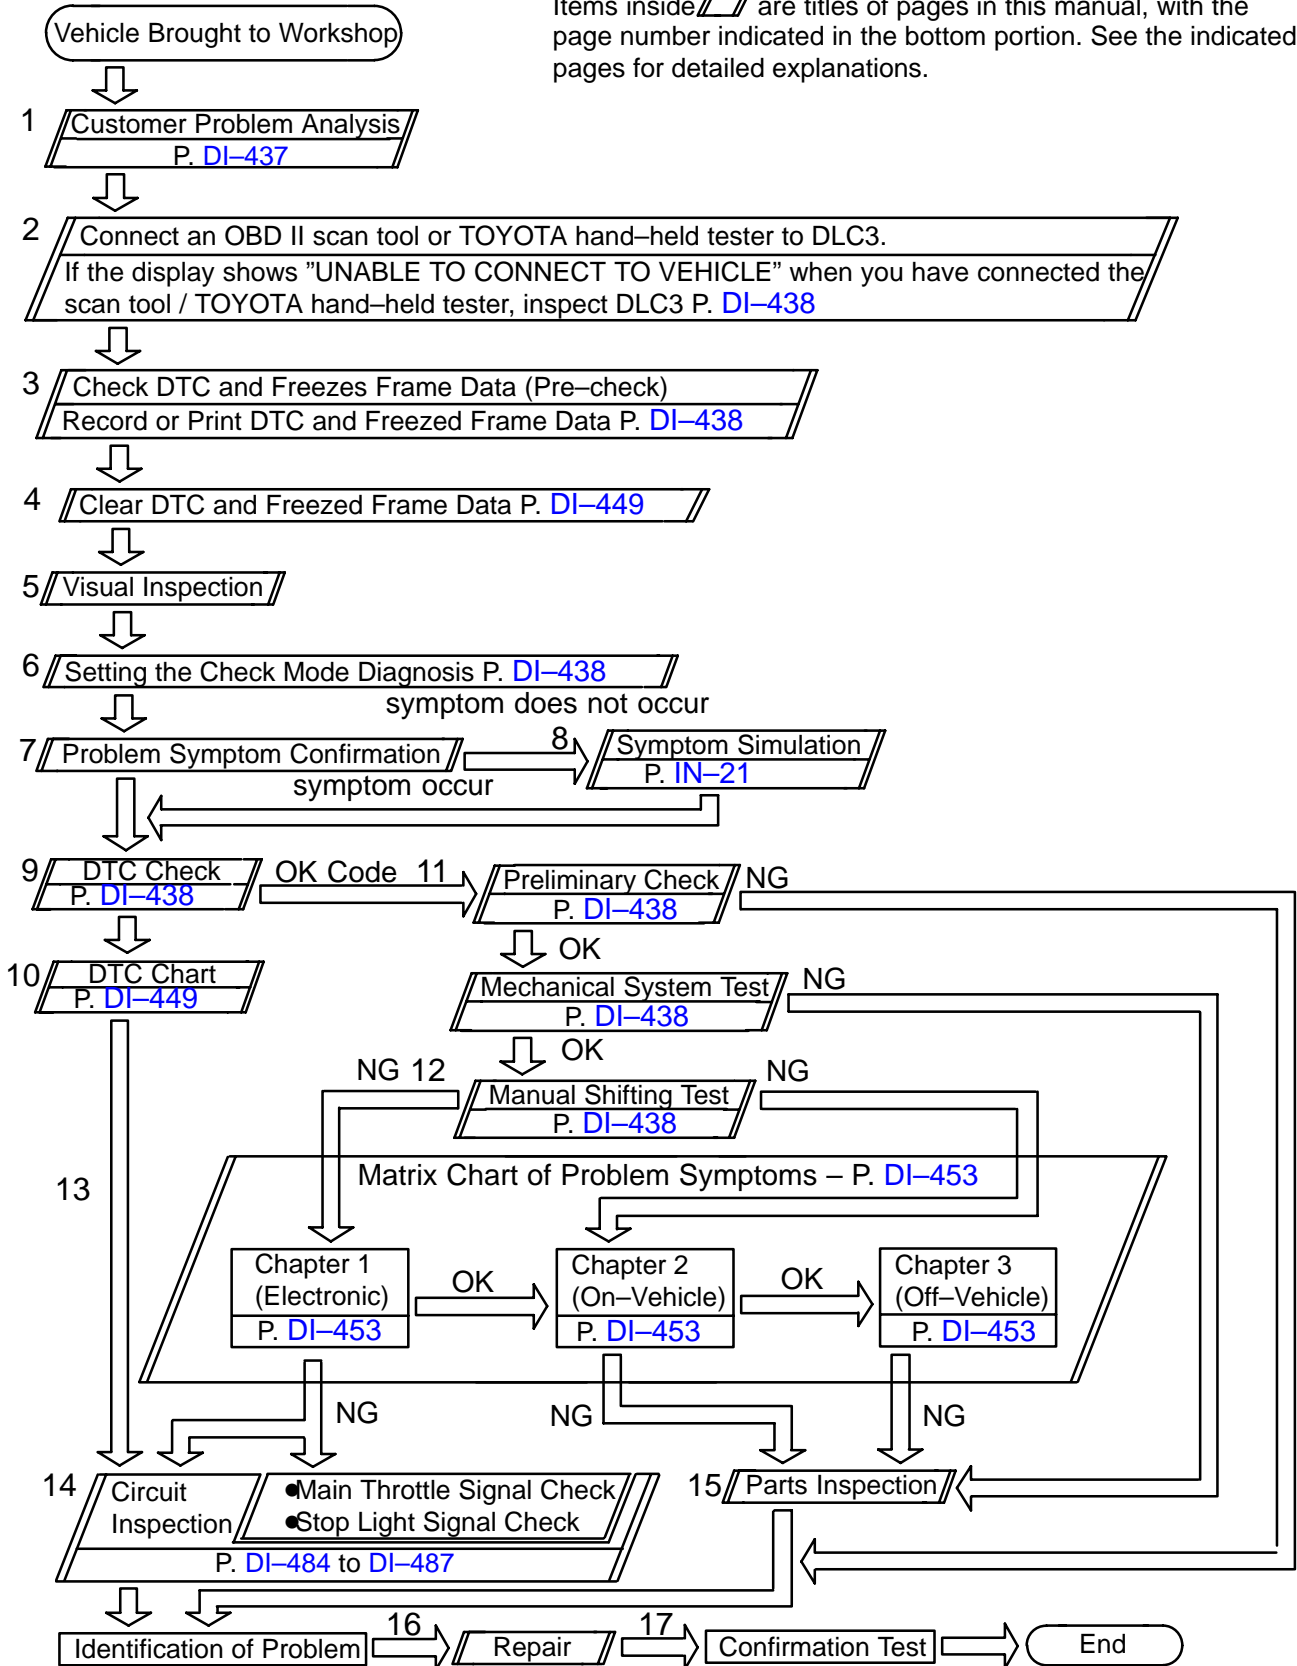 Items inside are titles of pages in this manual, with the
page number indicated in the bottom portion. See the indicated
pages for detailed explanations.
Vehicle Brought to Workshop
1
Customer Problem Analysis
P. DI–437
2
Connect an OBD II scan tool or TOYOTA hand–held tester to DLC3.
If the display shows ”UNABLE TO CONNECT TO VEHICLE” when you have connected the
scan tool / TOYOTA hand–held tester, inspect DLC3 P. DI–438
3
Check DTC and Freezes Frame Data (Pre–check)
Record or Print DTC and Freezed Frame Data P. DI–438
4
Clear DTC and Freezed Frame Data P. DI–449
5
Visual Inspection
6
Setting the Check Mode Diagnosis P. DI–438
symptom does not occur
7
Problem Symptom Confirmation
8
Symptom Simulation
P. IN–21
symptom occur
9
DTC Check
P. DI–438
OK Code 11
Preliminary Check
P. DI–438
NG
OK
10
DTC Chart
P. DI–449
Mechanical System Test
P. DI–438
NG
OK
NG 12
Manual Shifting Test
P. DI–438
NG
13
Matrix Chart of Problem Symptoms – P. DI–453
Chapter 1
(Electronic)
P. DI–453
OK
Chapter 2
(On–Vehicle)
P. DI–453
OK
Chapter 3
(Off–Vehicle)
P. DI–453
NG
NG
NG
14
Circuit
Inspection
●Main Throttle Signal Check
●Stop Light Signal Check
P. DI–484 to DI–487
15
Parts Inspection
Identification of Problem
16
Repair
17
Confirmation Test
End